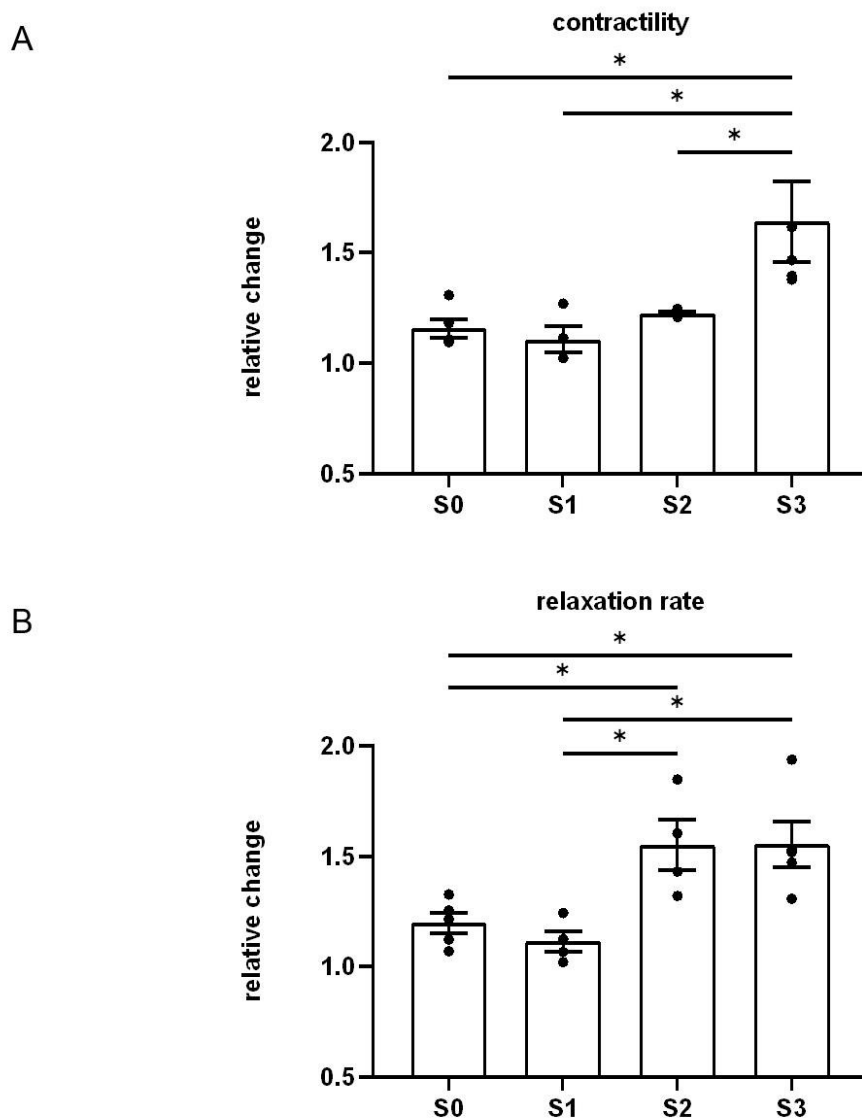 A
contractility
*
*
*
2.0
1.5
1.0
0.5
relative change
S0 S1 S2 S3
B
relaxation rate
*
*
*
*
2.0
1.5
1.0
0.5
relative change
S0 S1 S2 S3